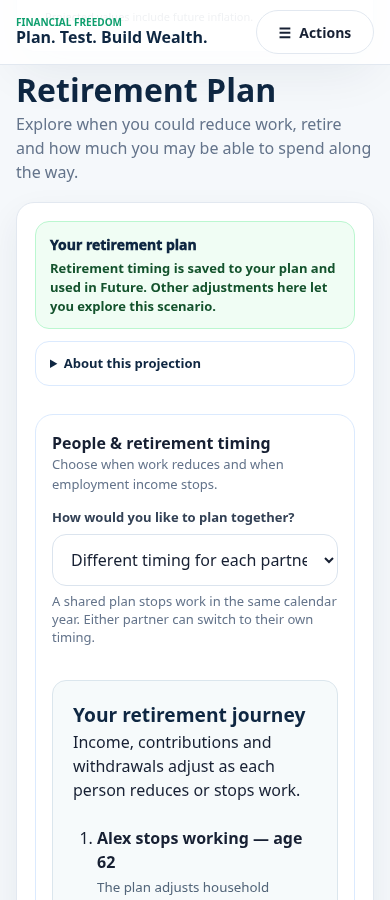 include future inflation.
FINANCIAL FREEDOM
Plan. Test. Build Wealth.
☰ Actions
Retirement Plan
Explore when you could reduce work, retire
and how much you may be able to spend along
the way.
Your retirement plan
Retirement timing is saved to your plan and
used in Future. Other adjustments here let
you explore this scenario.
▶ About this projection
People & retirement timing
Choose when work reduces and when
employment income stops.
How would you like to plan together?
Different timing for each partne
A shared plan stops work in the same calendar
year. Either partner can switch to their own
timing.
Your retirement journey
Income, contributions and
withdrawals adjust as each
person reduces or stops work.
1. Alex stops working — age
62
The plan adjusts household